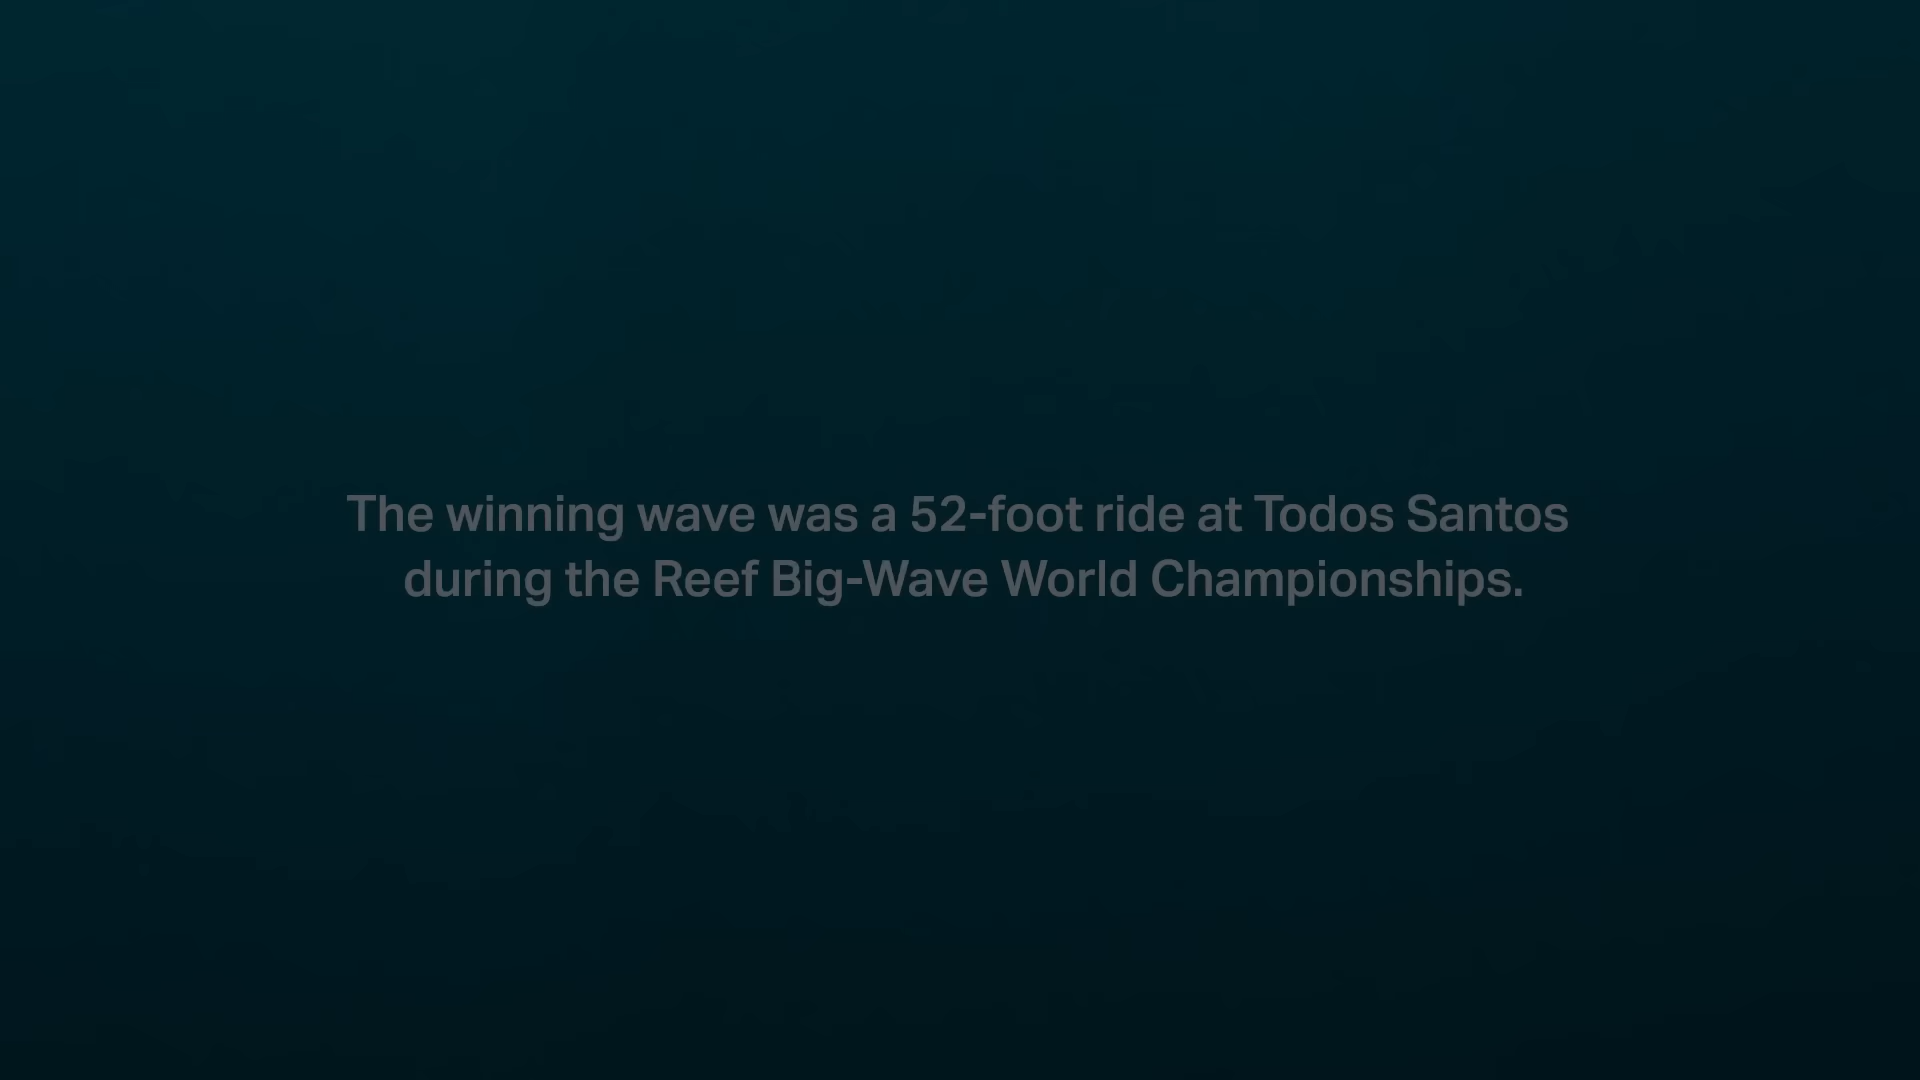 The winning wave was a 52-foot ride at Todos Santos
during the Reef Big-Wave World Championships.